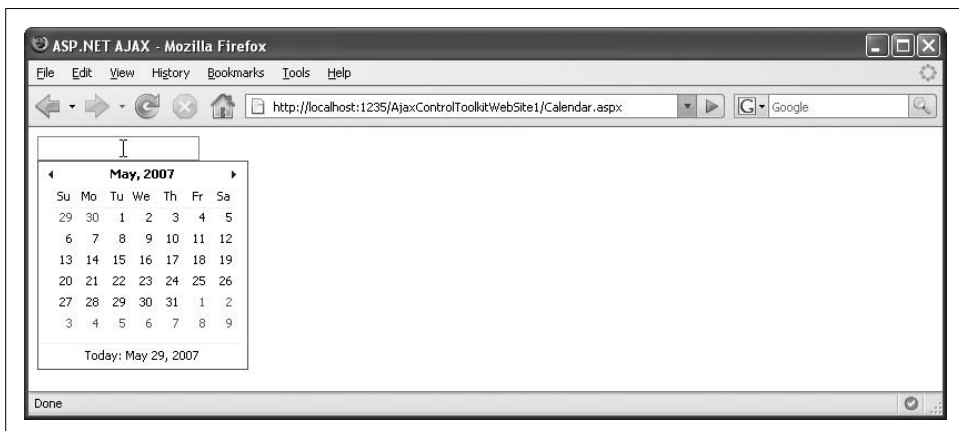 ASP.NET AJAX - Mozilla Firefox
File Edit View History Bookmarks Tools Help
http://localhost:1235/AjaxControlToolkitWebSite1/Calendar.aspx G Google
May, 2007
Su Mo Tu We Th Fr Sa
29 30 1 2 3 4 5
6 7 8 9 10 11 12
13 14 15 16 17 18 19
20 21 22 23 24 25 26
27 28 29 30 31 1 2
3 4 5 6 7 8 9
Today: May 29, 2007
Done